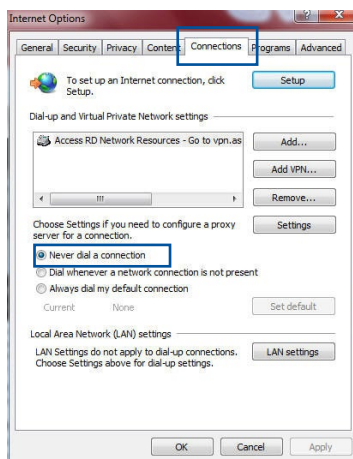 Internet Options
General Security Privacy Content Connections Programs Advanced
To set up an Internet connection, click
Setup.
Setup
Dial-up and Virtual Private Network settings
Access RD Network Resources - Go to vpn.as
Add...
Add VPN...
Remove...
Choose Settings if you need to configure a proxy
server for a connection.
Settings
Never dial a connection
Dial whenever a network connection is not present
Always dial my default connection
Current None
Set default
Local Area Network (LAN) settings
LAN Settings do not apply to dial-up connections.
Choose Settings above for dial-up settings.
LAN settings
OK Cancel Apply